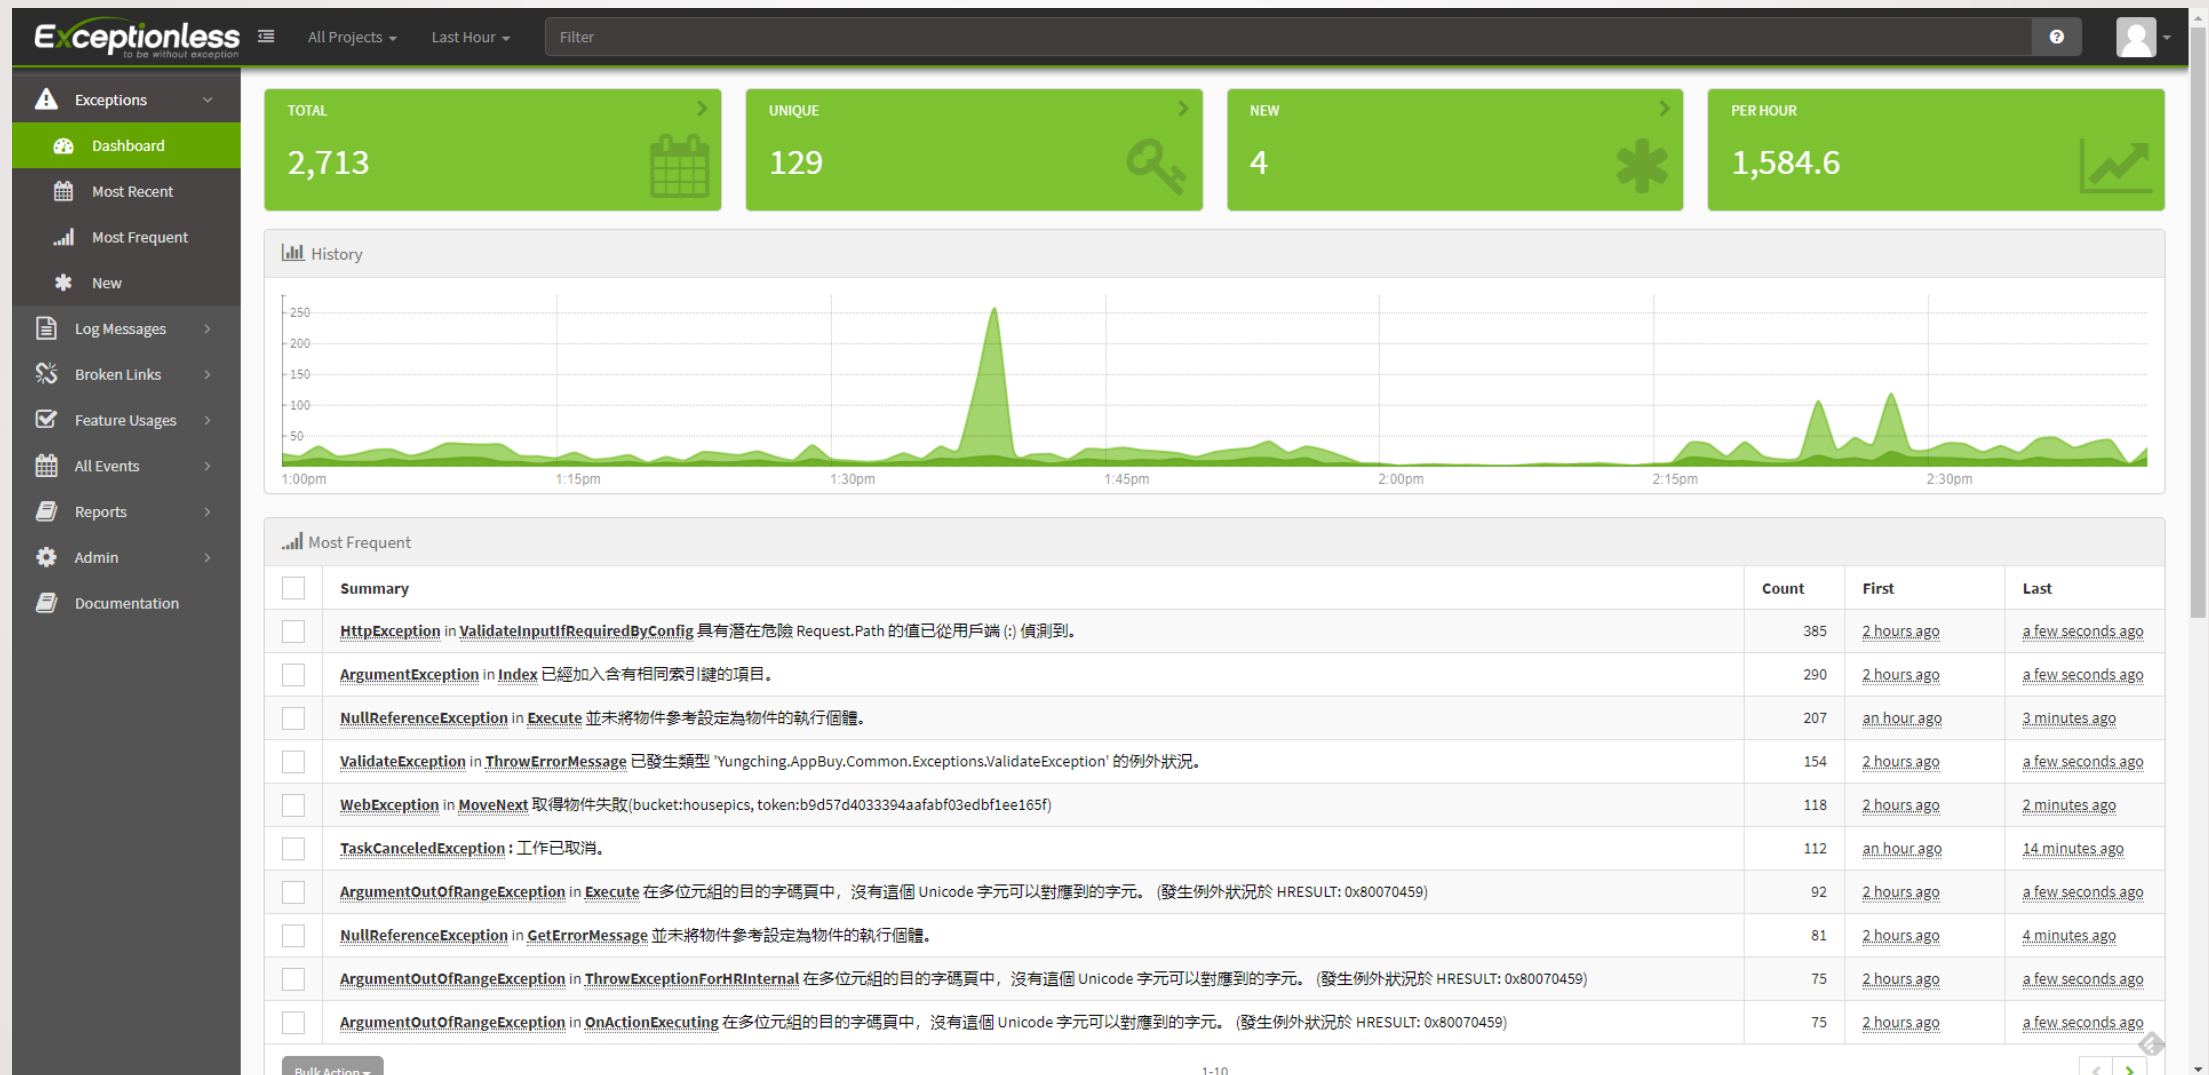 Exceptionless
to be without exception
All Projects
Last Hour
Filter
Exceptions
Dashboard
Most Recent
Most Frequent
New
Log Messages
Broken Links
Feature Usages
All Events
Reports
Admin
Documentation
TOTAL
2,713
UNIQUE
129
NEW
4
PER HOUR
1,584.6
History
250
200
150
100
50
1:00pm 1:15pm 1:30pm 1:45pm 2:00pm 2:15pm 2:30pm
Most Frequent
Summary Count First Last
HttpException in ValidateInputIfRequiredByConfig 具有潛在危險 Request.Path 的值已從用戶端 (:) 偵測到。 385 2 hours ago a few seconds ago
ArgumentException in Index 已經加入含有相同索引鍵的項目。 290 2 hours ago a few seconds ago
NullReferenceException in Execute 並未將物件參考設定為物件的執行個體。 207 an hour ago 3 minutes ago
ValidateException in ThrowErrorMessage 已發生類型 'Yungching.AppBuy.Common.Exceptions.ValidateException' 的例外狀況。 154 2 hours ago a few seconds ago
WebException in MoveNext 取得物件失敗(bucket:housepics, token:b9d57d4033394aafabf03edbf1ee165f) 118 2 hours ago 2 minutes ago
TaskCanceledException : 工作已取消。 112 an hour ago 14 minutes ago
ArgumentOutOfRangeException in Execute 在多位元組的目的字碼頁中，沒有這個 Unicode 字元可以對應到的字元。 (發生例外狀況於 HRESULT: 0x80070459) 92 2 hours ago a few seconds ago
NullReferenceException in GetErrorMessage 並未將物件參考設定為物件的執行個體。 81 2 hours ago 4 minutes ago
ArgumentOutOfRangeException in ThrowExceptionForHRInternal 在多位元組的目的字碼頁中，沒有這個 Unicode 字元可以對應到的字元。 (發生例外狀況於 HRESULT: 0x80070459) 75 2 hours ago a few seconds ago
ArgumentOutOfRangeException in OnActionExecuting 在多位元組的目的字碼頁中，沒有這個 Unicode 字元可以對應到的字元。 (發生例外狀況於 HRESULT: 0x80070459) 75 2 hours ago a few seconds ago
Bulk Action 1-10